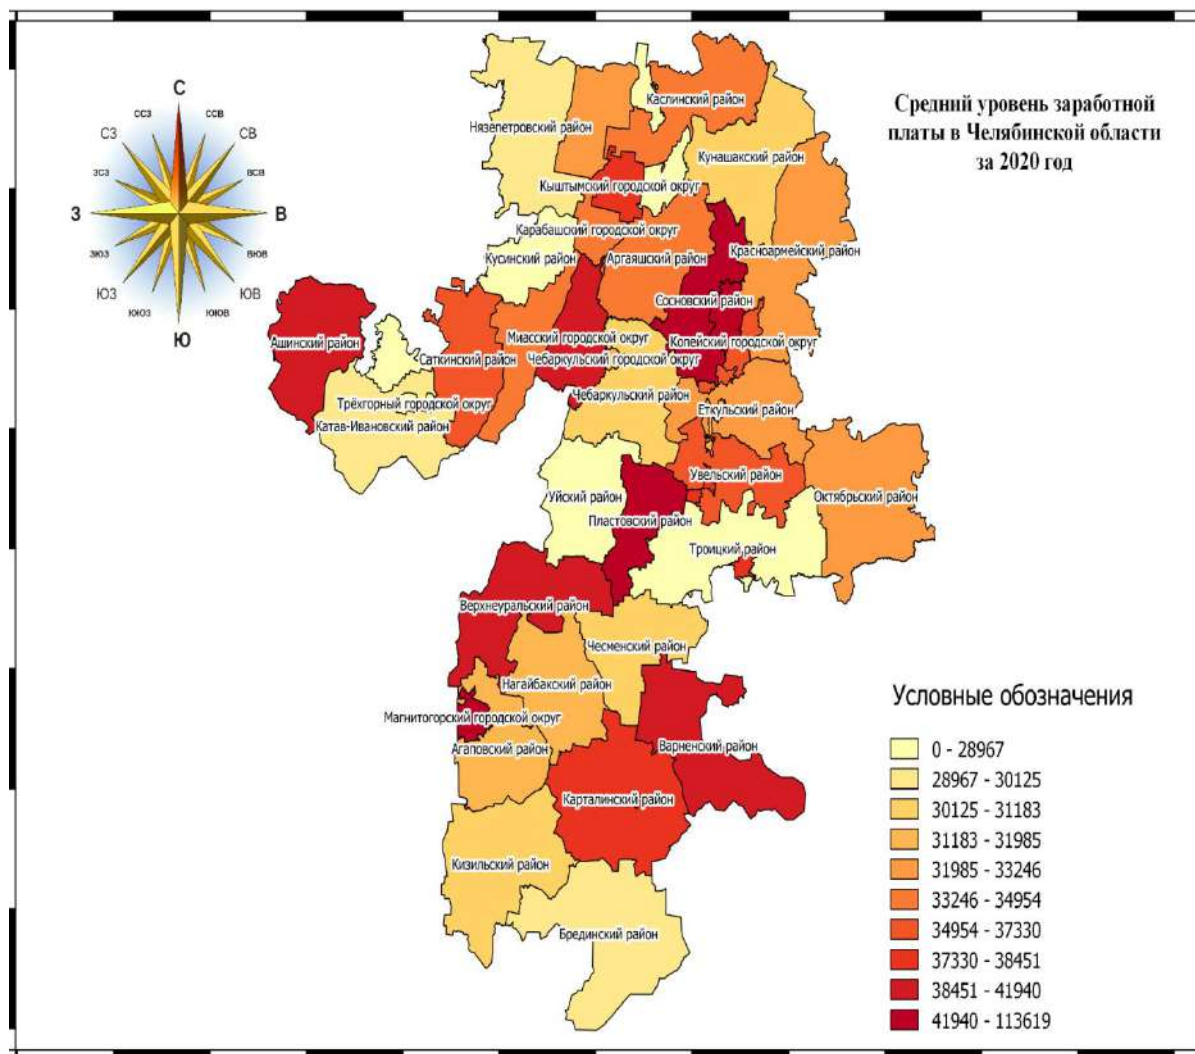 Средний уровень заработной
платы в Челябинской области
за 2020 год
С
ССЗ
ССВ
СЗ
СВ
ЗСЗ
ВСВ
З
В
ЗЮЗ
ВЮВ
ЮЗ
ЮВ
ЮЮЗ
ЮЮВ
Ю
Каслинский район
Нязепетровский район
Кунашакский район
Кыштымский городской округ
Карабашский городской округ
Красноармейский район
Кусинский район
Аргаяшский район
Сосновский район
Ашинский район
Миасский городской округ
Копейский городской округ
Саткинский район
Чебаркульский городской округ
Чебаркульский район
Трёхгорный городской округ
Еткульский район
Катав-Ивановский район
Увельский район
Уйский район
Октябрьский район
Пластовский район
Троицкий район
Верхнеуральский район
Чесменский район
Нагайбакский район
Магнитогорский городской округ
Агаповский район
Варненский район
Карталинский район
Кизильский район
Брединский район
Условные обозначения
0 - 28967
28967 - 30125
30125 - 31183
31183 - 31985
31985 - 33246
33246 - 34954
34954 - 37330
37330 - 38451
38451 - 41940
41940 - 113619